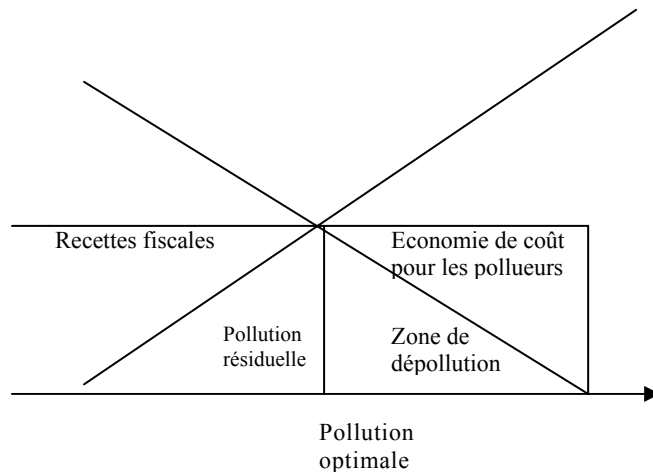 Recettes fiscales
Economie de coût
pour les pollueurs
Pollution
résiduelle
Zone de
dépollution
Pollution
optimale